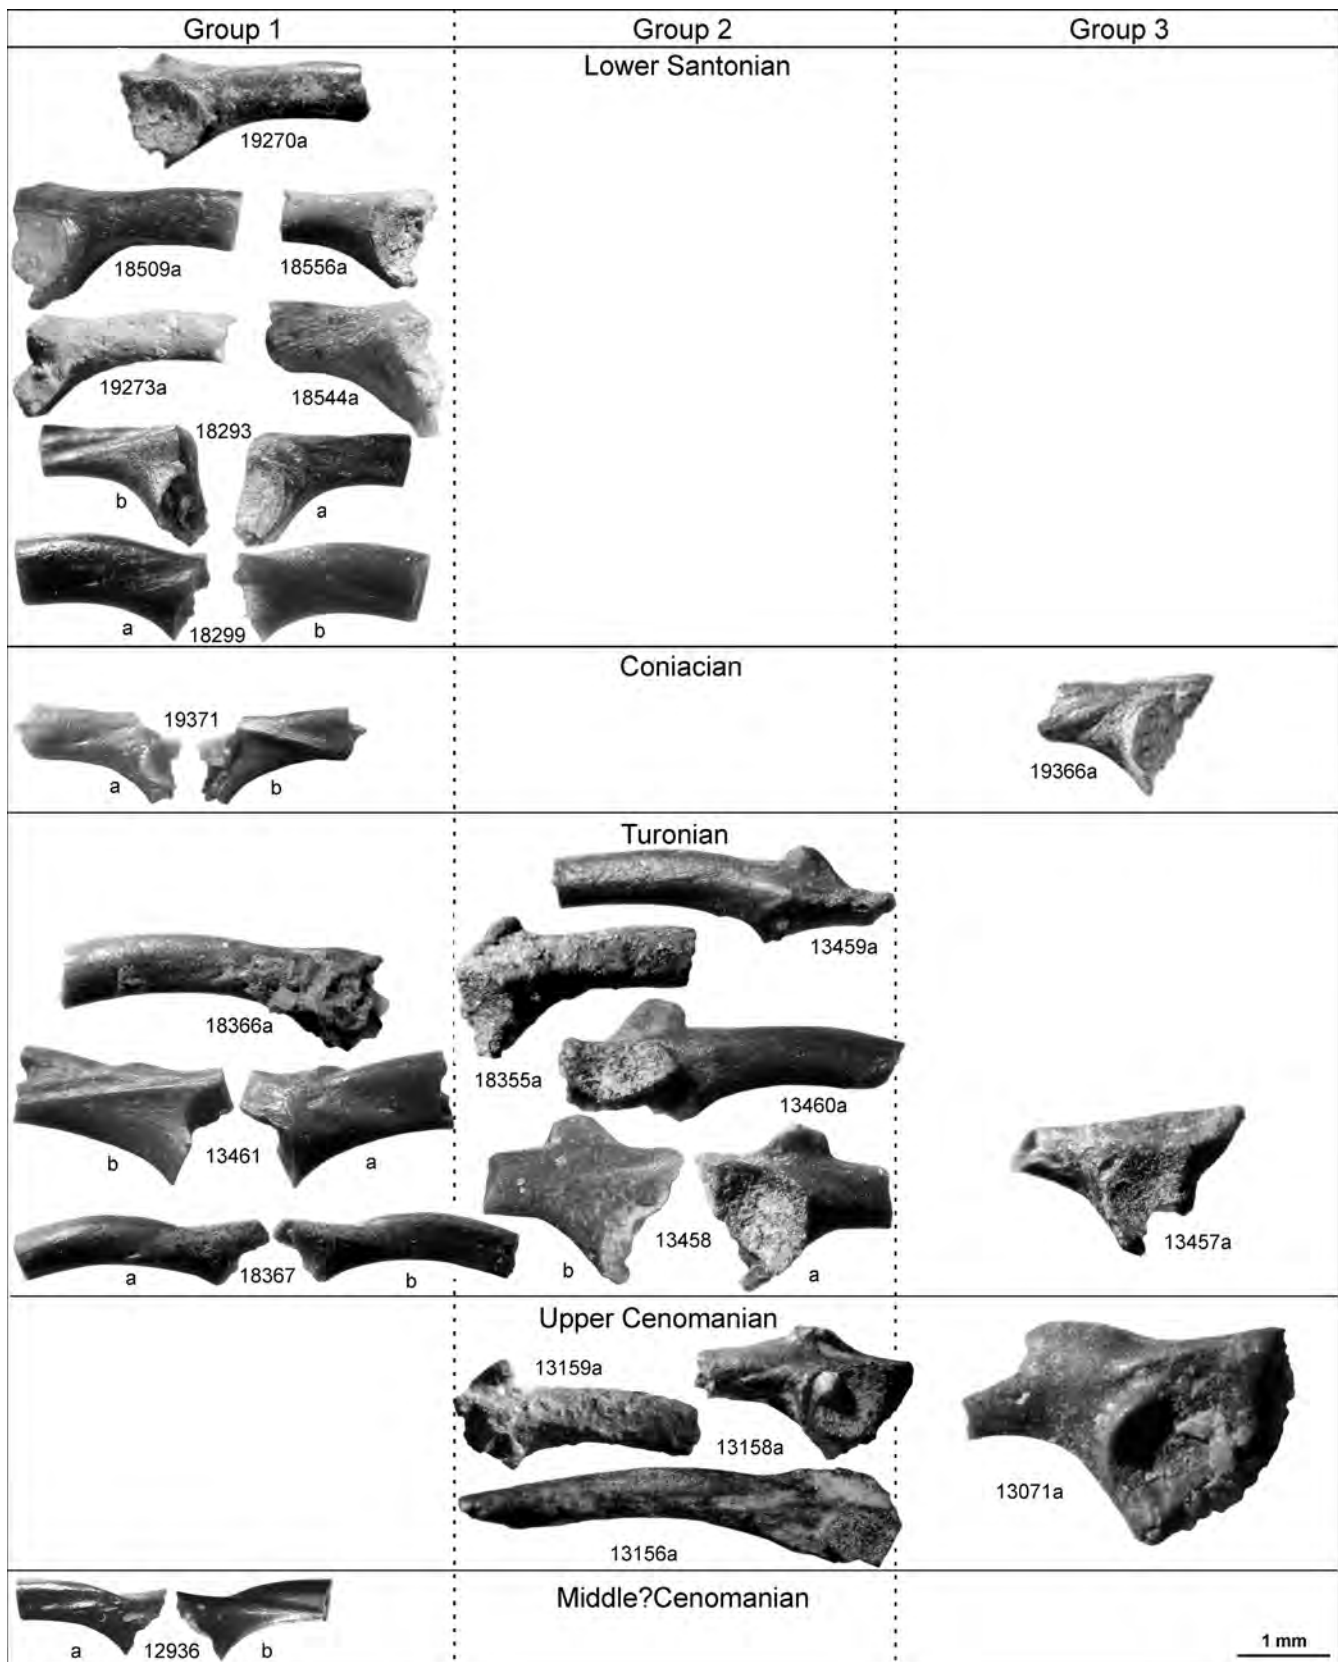 Group 1 Group 2 Group 3
Lower Santonian
19270a
18509a 18556a
19273a 18544a
18293
b a
a 18299 b
Coniacian
19371
a b
19366a
Turonian
13459a
18366a
18355a 13460a
b 13461 a
b 13458 a
13457a
a 18367 b
Upper Cenomanian
13159a
13158a
13071a
13156a
Middle?Cenomanian
a 12936 b
1 mm